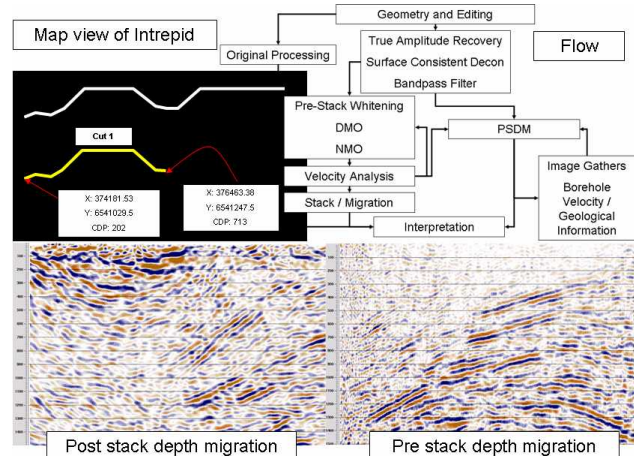 Map view of Intrepid
Geometry and Editing
Flow
Original Processing
True Amplitude Recovery
Surface Consistent Decon
Bandpass Filter
Pre-Stack Whitening
DMO
NMO
PSDM
Cut 1
Velocity Analysis
Stack / Migration
Interpretation
Image Gathers
Borehole
Velocity /
Geological
Information
X: 374181.53
Y: 6541029.5
CDP: 202
X: 376463.38
Y: 6541247.5
CDP: 713
Post stack depth migration
Pre stack depth migration